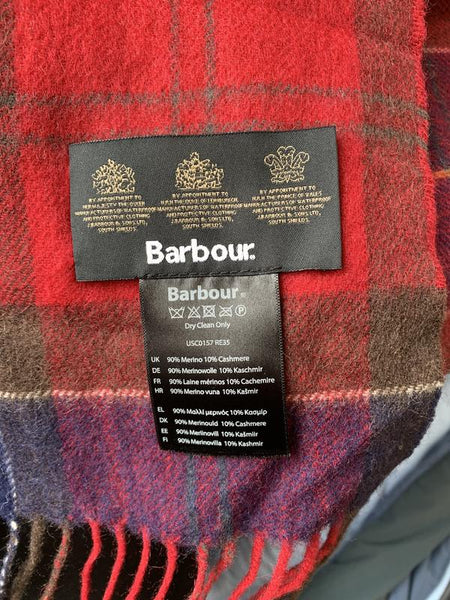 BY APPOINTMENT TO
HER MAJESTY THE QUEEN
MANUFACTURERS OF WATERPROOF
AND PROTECTIVE CLOTHING
J.BARBOUR & SONS LTD,
SOUTH SHIELDS.
BY APPOINTMENT TO
H.R.H. THE DUKE OF EDINBURGH
MANUFACTURERS OF WATERPROOF
AND PROTECTIVE CLOTHING
J.BARBOUR & SONS LTD,
SOUTH SHIELDS.
BY APPOINTMENT TO
H.R.H. THE PRINCE OF WALES
MANUFACTURERS OF WATERPROOF
AND PROTECTIVE CLOTHING
J.BARBOUR & SONS LTD,
SOUTH SHIELDS.
Barbour.
Barbour®
P
Dry Clean Only
USC0157 RE35
UK 90% Merino 10% Cashmere
DE 90% Merinowolle 10% Kaschmir
FR 90% Laine mérinos 10% Cachemire
HR 90% Merino vuna 10% Kašmir
EL 90% Μαλλί μερινός 10% Κασμίρ
DK 90% Merinould 10% Cashmere
EE 90% Merinovill 10% Kašmiir
FI 90% Merinovilla 10% Kashmir